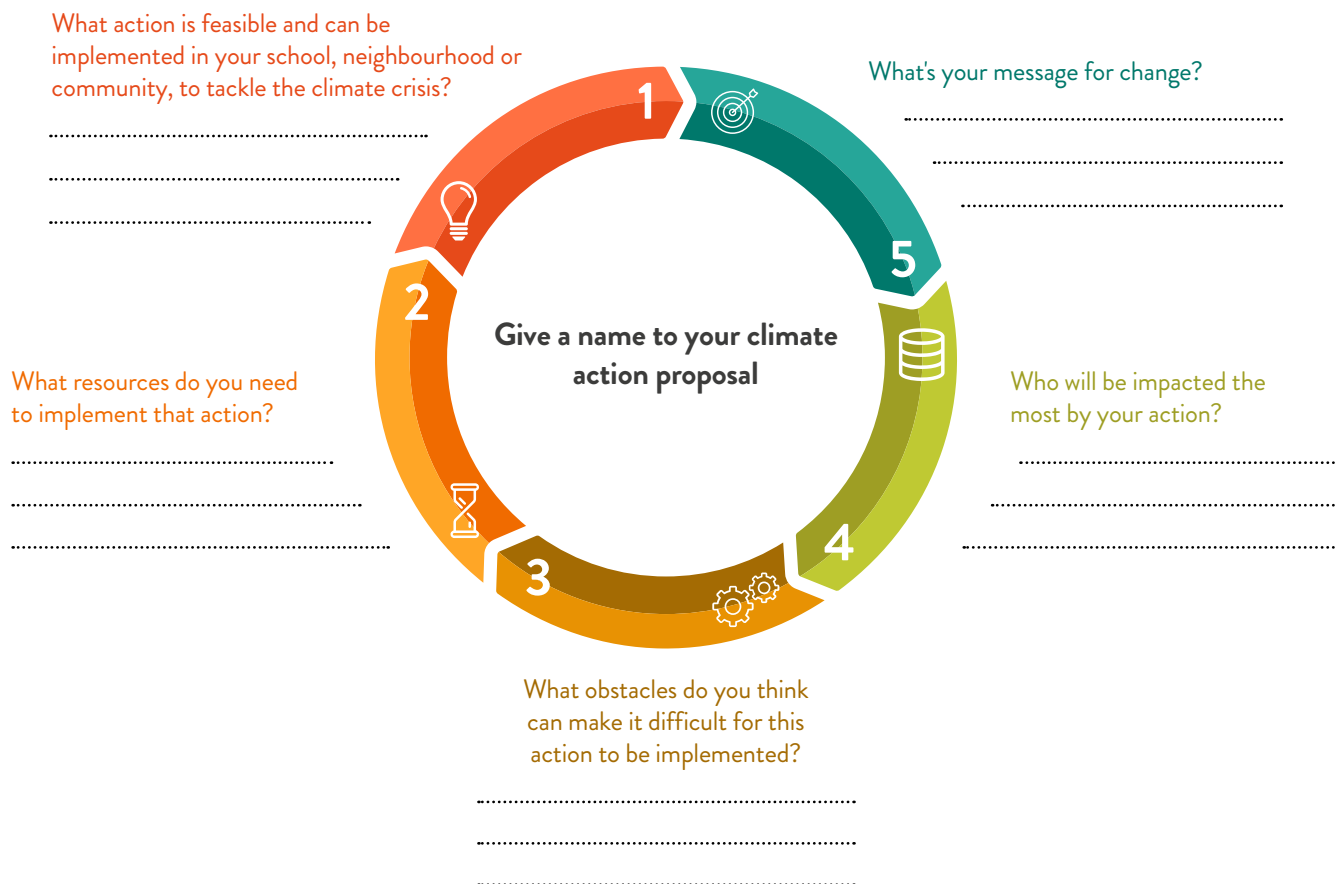 What action is feasible and can be
implemented in your school, neighbourhood or
community, to tackle the climate crisis?
1
What's your message for change?
5
2
Give a name to your climate
action proposal
What resources do you need
to implement that action?
Who will be impacted the
most by your action?
4
3
What obstacles do you think
can make it difficult for this
action to be implemented?